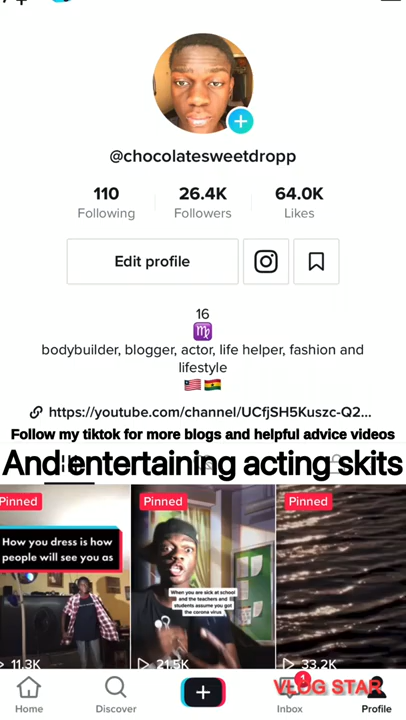 @chocolatesweetdropp
110 26.4K 64.0K
Following Followers Likes
Edit profile
16
♍
bodybuilder, blogger, actor, life helper, fashion and
lifestyle
🇱🇷🇬🇭
https://youtube.com/channel/UCfjSH5Kuszc-Q2...
Follow my tiktok for more blogs and helpful advice videos
And entertaining acting skits
Pinned Pinned Pinned
How you dress is how
people will see you as
When you are sick at school
and the teachers and
students assume you got
the corona virus
11.3K 21.5K 33.2K
1
VLOG STAR
Home Discover Inbox Profile